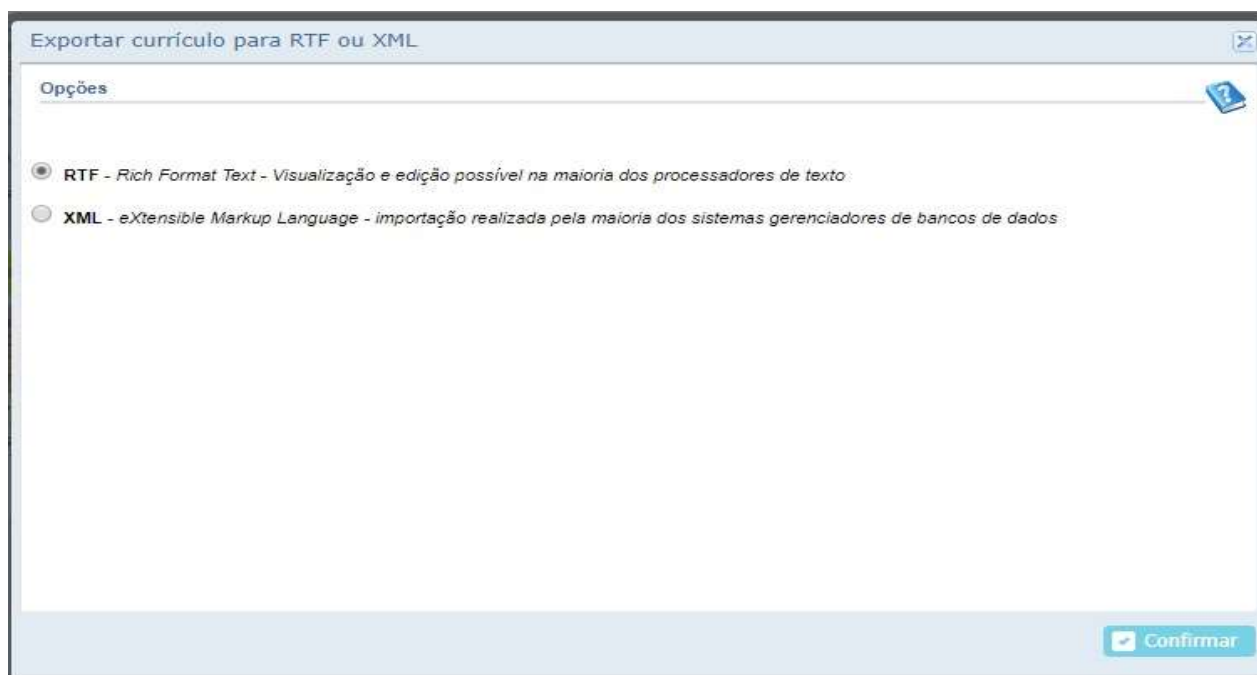 Exportar currículo para RTF ou XML
Opções
?
RTF - Rich Format Text - Visualização e edição possível na maioria dos processadores de texto
XML - eXtensible Markup Language - importação realizada pela maioria dos sistemas gerenciadores de bancos de dados
Confirmar